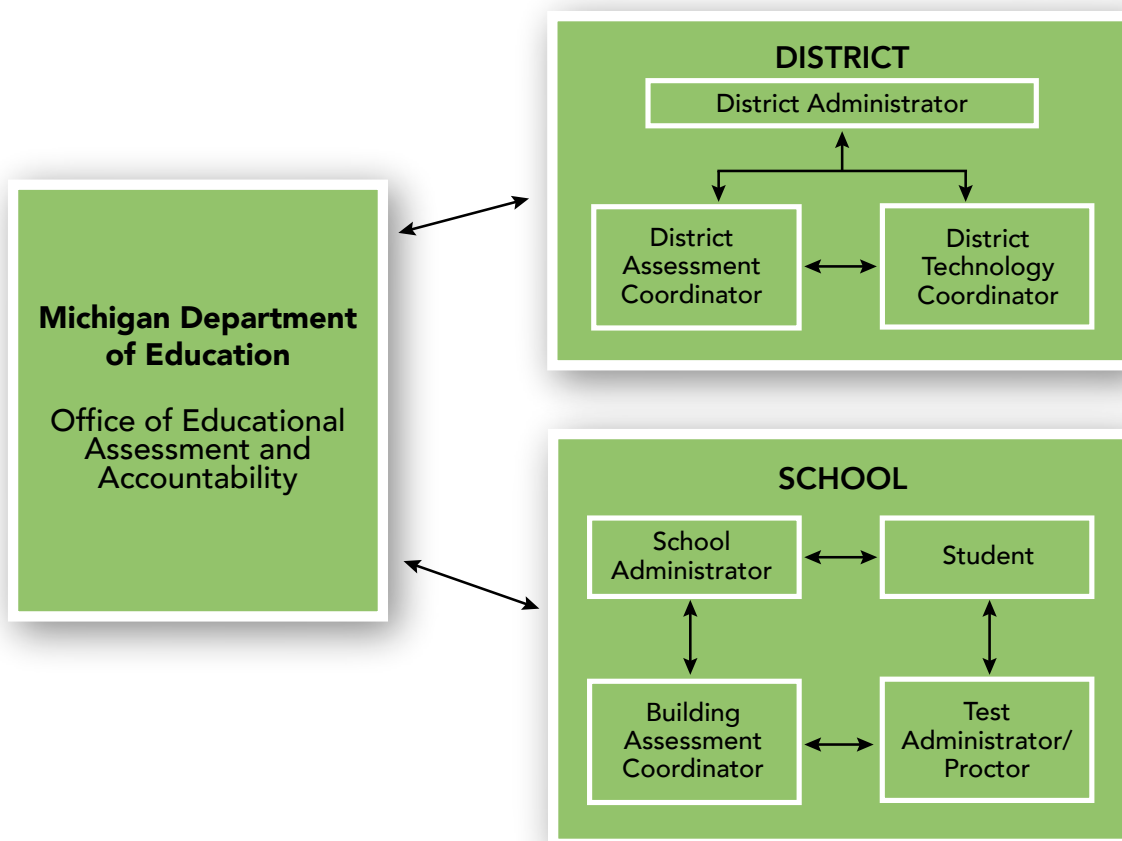 Michigan Department
of Education
Office of Educational
Assessment and
Accountability
DISTRICT
District Administrator
District
Assessment
Coordinator
District
Technology
Coordinator
SCHOOL
School
Administrator
Student
Building
Assessment
Coordinator
Test
Administrator/
Proctor